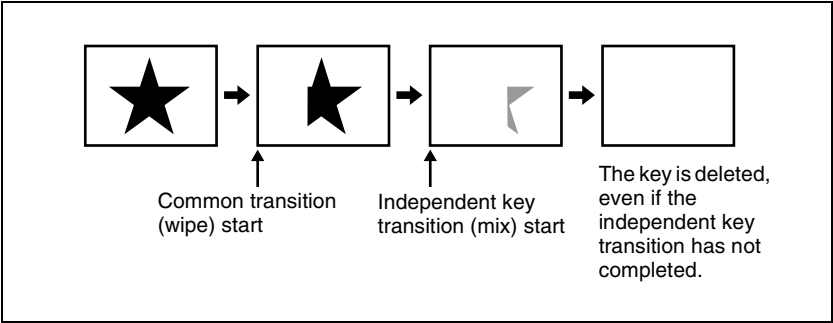 Common transition
(wipe) start
Independent key
transition (mix) start
The key is deleted,
even if the
independent key
transition has not
completed.